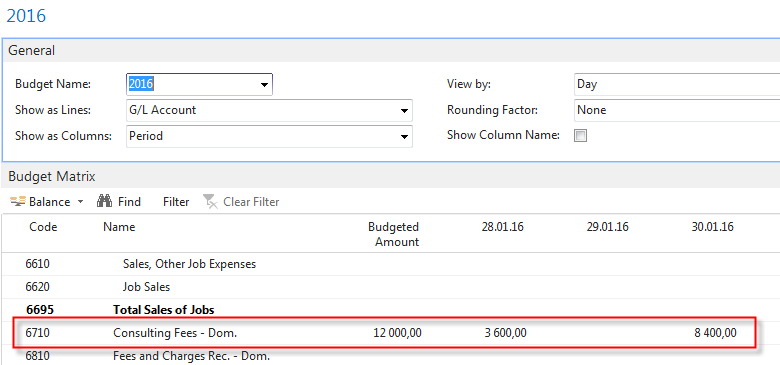 2016
General
Budget Name: 2016 View by: Day
Show as Lines: G/L Account Rounding Factor: None
Show as Columns: Period Show Column Name:
Budget Matrix
Balance Find Filter Clear Filter
Code Name Budgeted Amount 28.01.16 29.01.16 30.01.16
6610 Sales, Other Job Expenses
6620 Job Sales
6695 Total Sales of Jobs
6710 Consulting Fees - Dom. 12 000,00 3 600,00 8 400,00
6810 Fees and Charges Rec. - Dom.